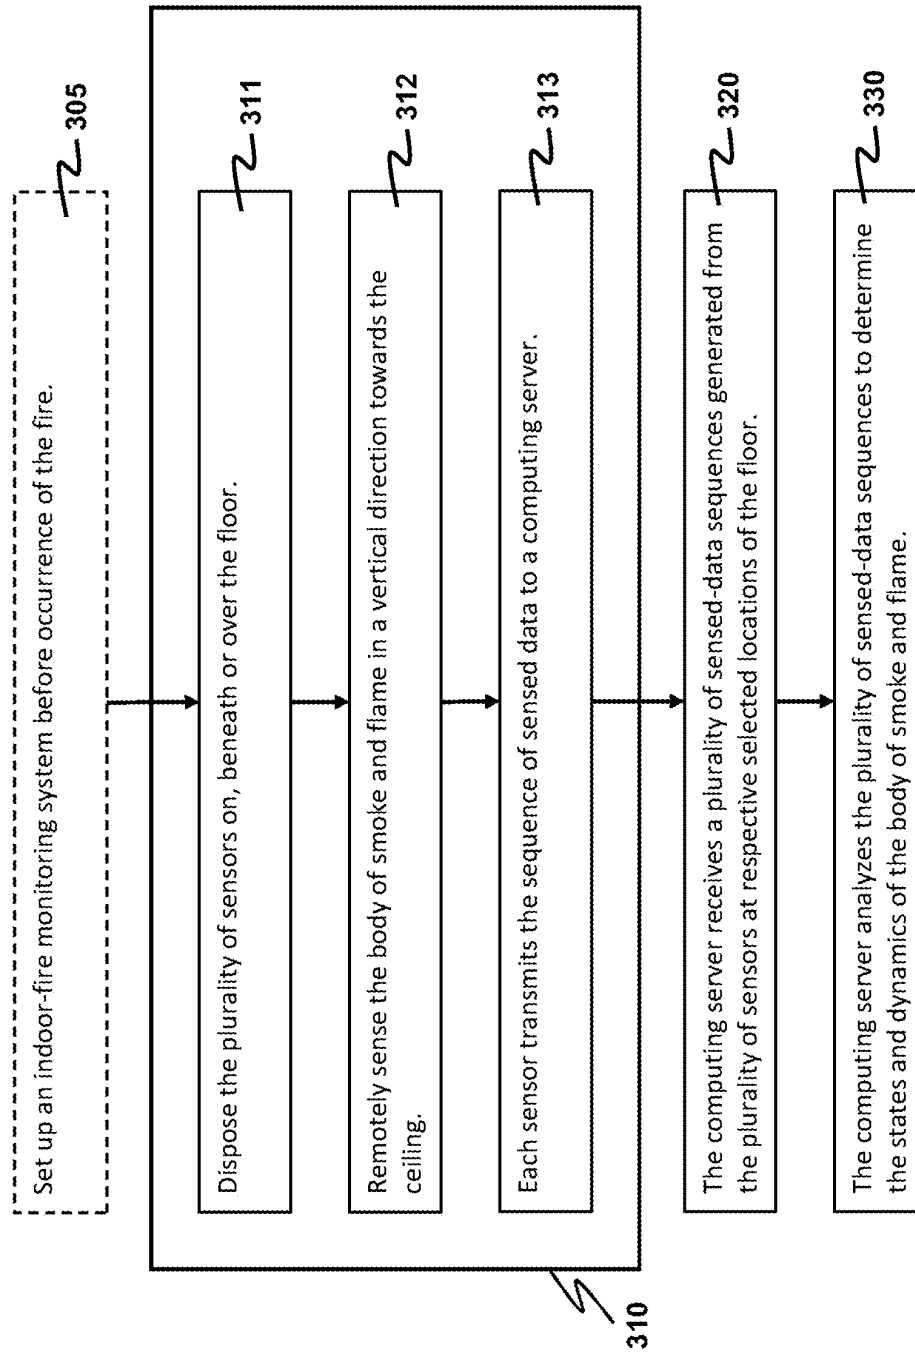 Set up an indoor-fire monitoring system before occurrence of the fire.
305
310
Dispose the plurality of sensors on, beneath or over the floor.
311
Remotely sense the body of smoke and flame in a vertical direction towards the
ceiling.
312
Each sensor transmits the sequence of sensed data to a computing server.
313
The computing server receives a plurality of sensed-data sequences generated from
the plurality of sensors at respective selected locations of the floor.
320
The computing server analyzes the plurality of sensed-data sequences to determine
the states and dynamics of the body of smoke and flame.
330